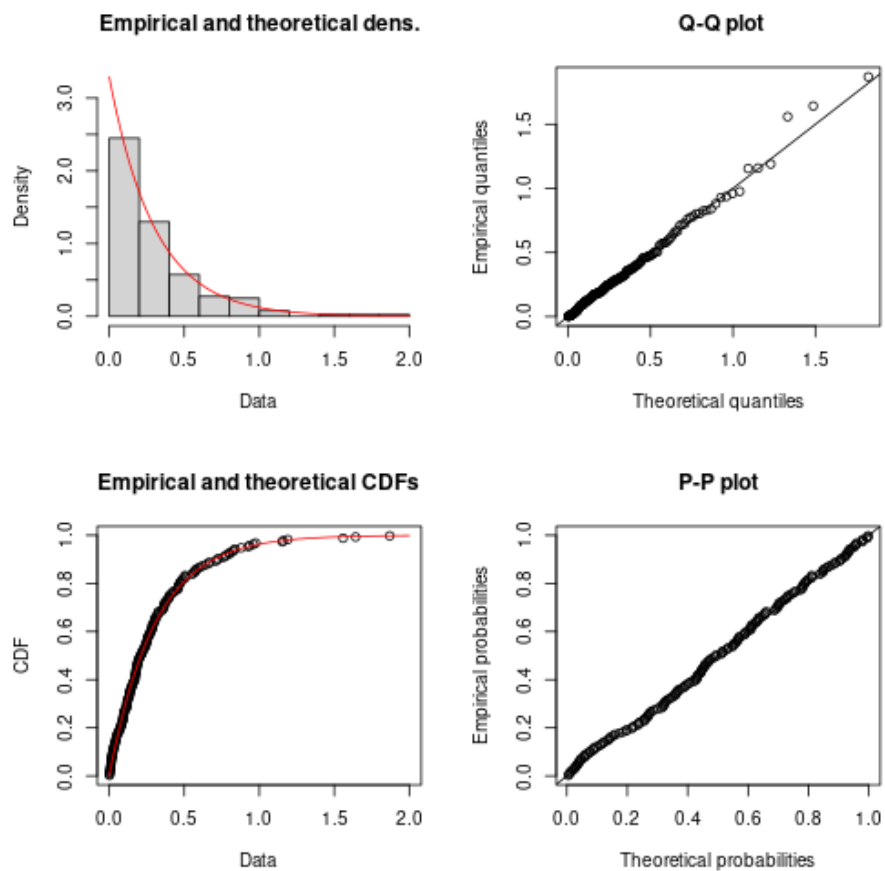 Empirical and theoretical dens.
Density
0.0 1.0 2.0 3.0
0.0 0.5 1.0 1.5 2.0
Data
Q-Q plot
Empirical quantiles
0.0 0.5 1.0 1.5
0.0 0.5 1.0 1.5
Theoretical quantiles
Empirical and theoretical CDFs
CDF
0.0 0.2 0.4 0.6 0.8 1.0
0.0 0.5 1.0 1.5 2.0
Data
P-P plot
Empirical probabilities
0.0 0.2 0.4 0.6 0.8 1.0
0.0 0.2 0.4 0.6 0.8 1.0
Theoretical probabilities